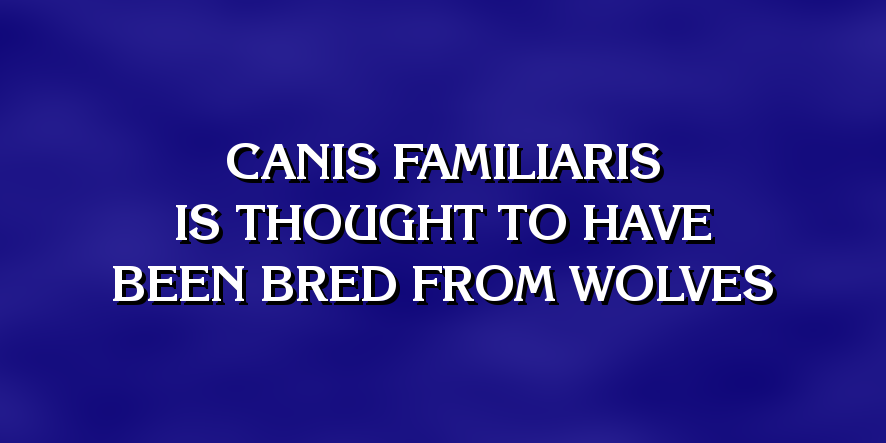 CANIS FAMILIARIS
IS THOUGHT TO HAVE
BEEN BRED FROM WOLVES